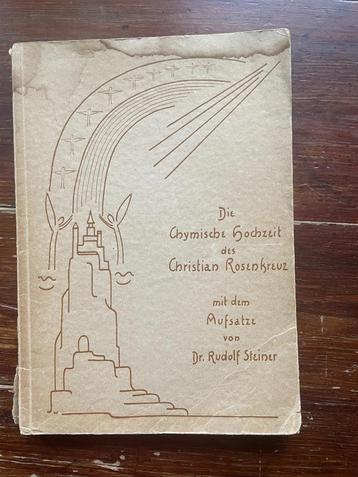 Die
Chymische Hochzeit
des
Christian Rosenkreuz
mit dem
Aufsatze
von
Dr. Rudolf Steiner